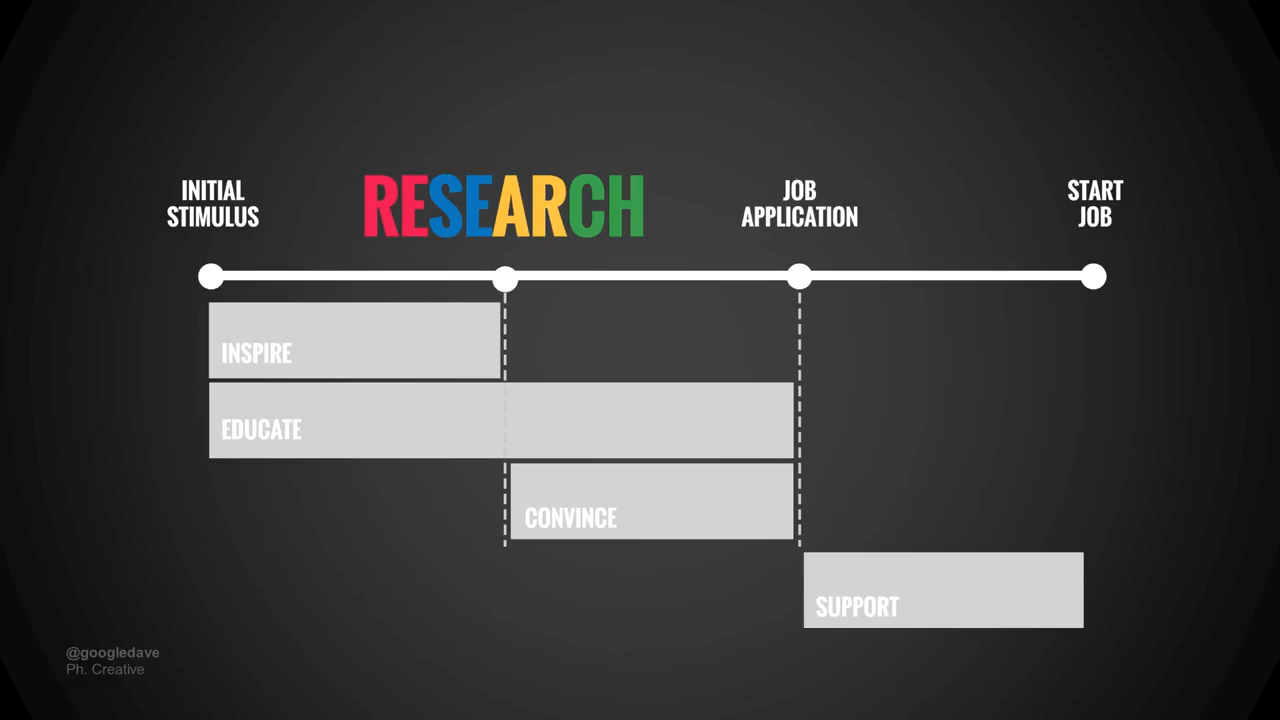 INITIAL
STIMULUS
RESEARCH
JOB
APPLICATION
START
JOB
INSPIRE
EDUCATE
CONVINCE
SUPPORT
@googledave
Ph. Creative